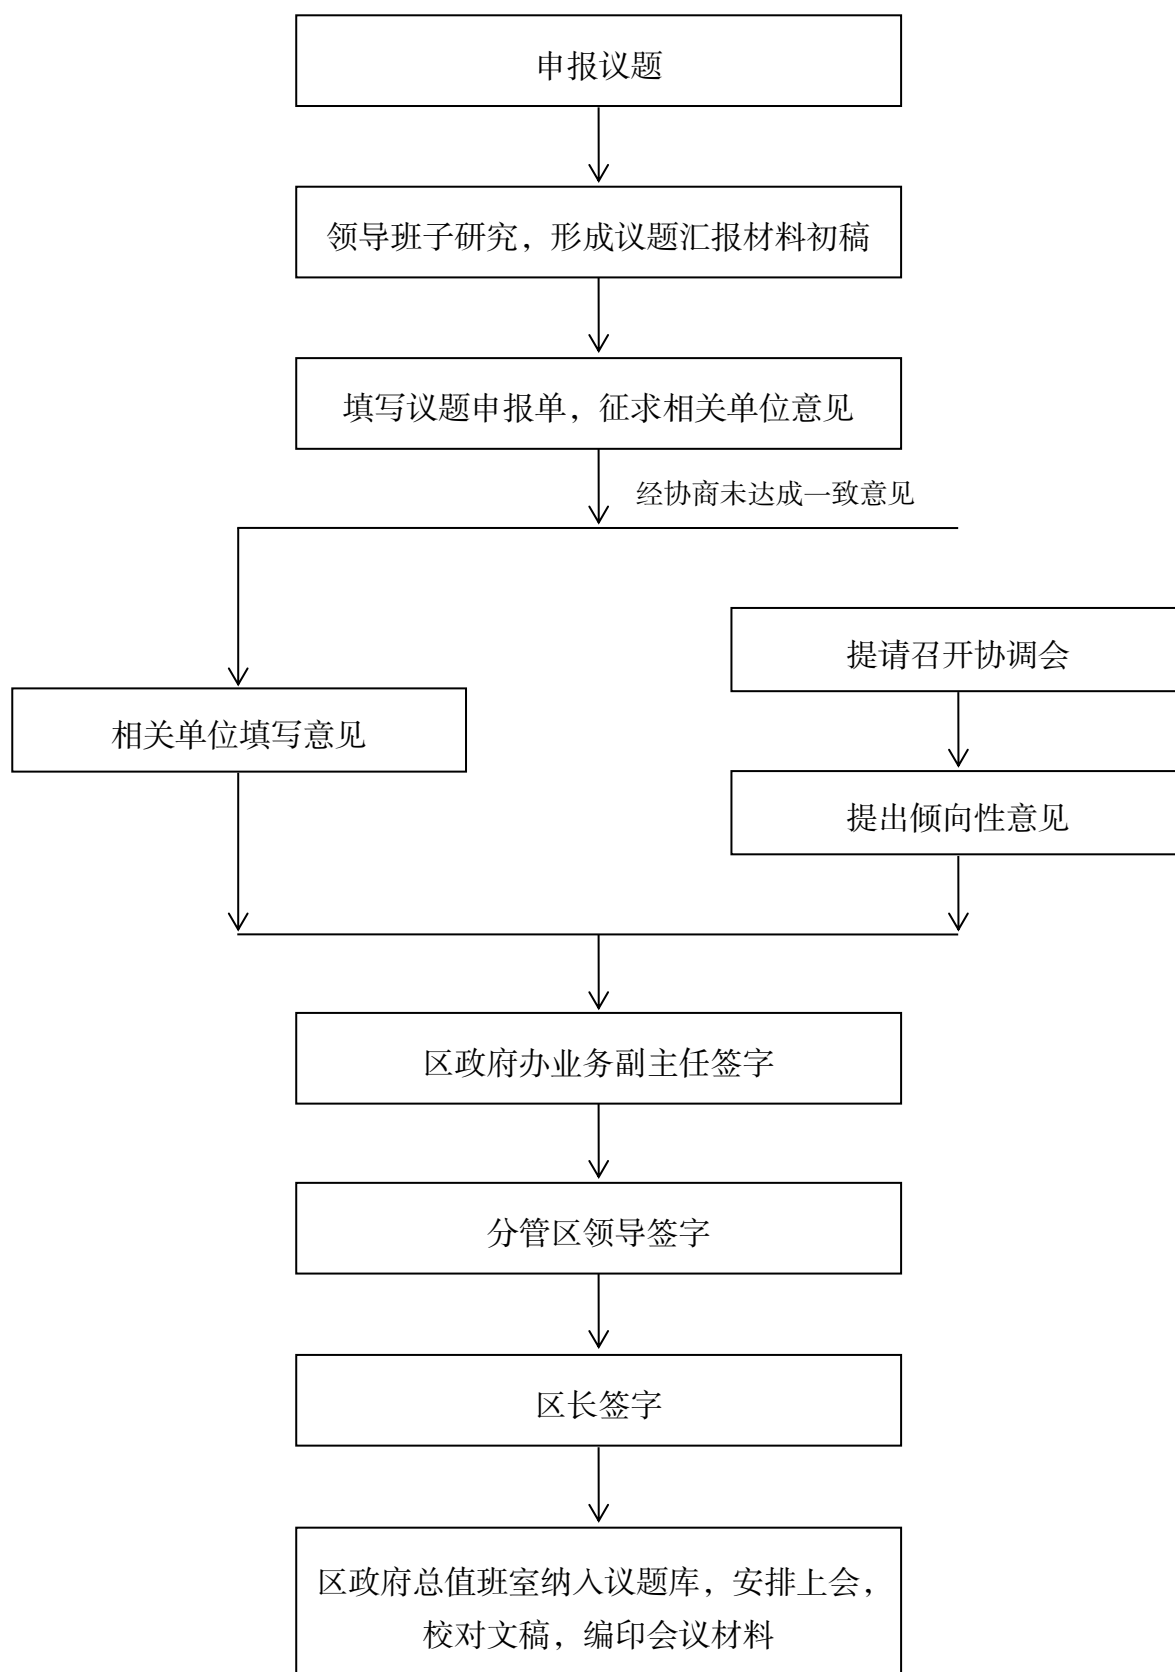 申报议题
领导班子研究，形成议题汇报材料初稿
填写议题申报单，征求相关单位意见
经协商未达成一致意见
提请召开协调会
相关单位填写意见
提出倾向性意见
区政府办业务副主任签字
分管区领导签字
区长签字
区政府总值班室纳入议题库，安排上会，
校对文稿，编印会议材料